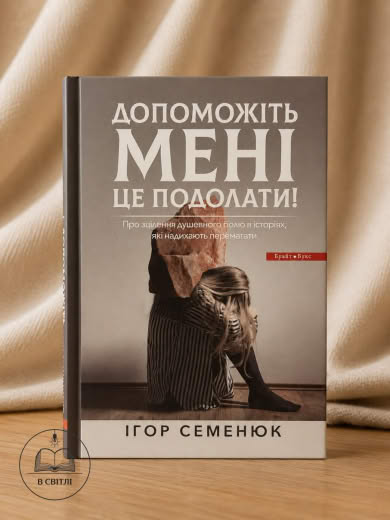 ДОПОМОЖІТЬ
МЕНІ
ЦЕ ПОДОЛАТИ!
Про зцілення душевного болю в історіях,
які надихають перемагати
Брайт Букс
ІГОР СЕМЕНЮК
В СВІТЛІ